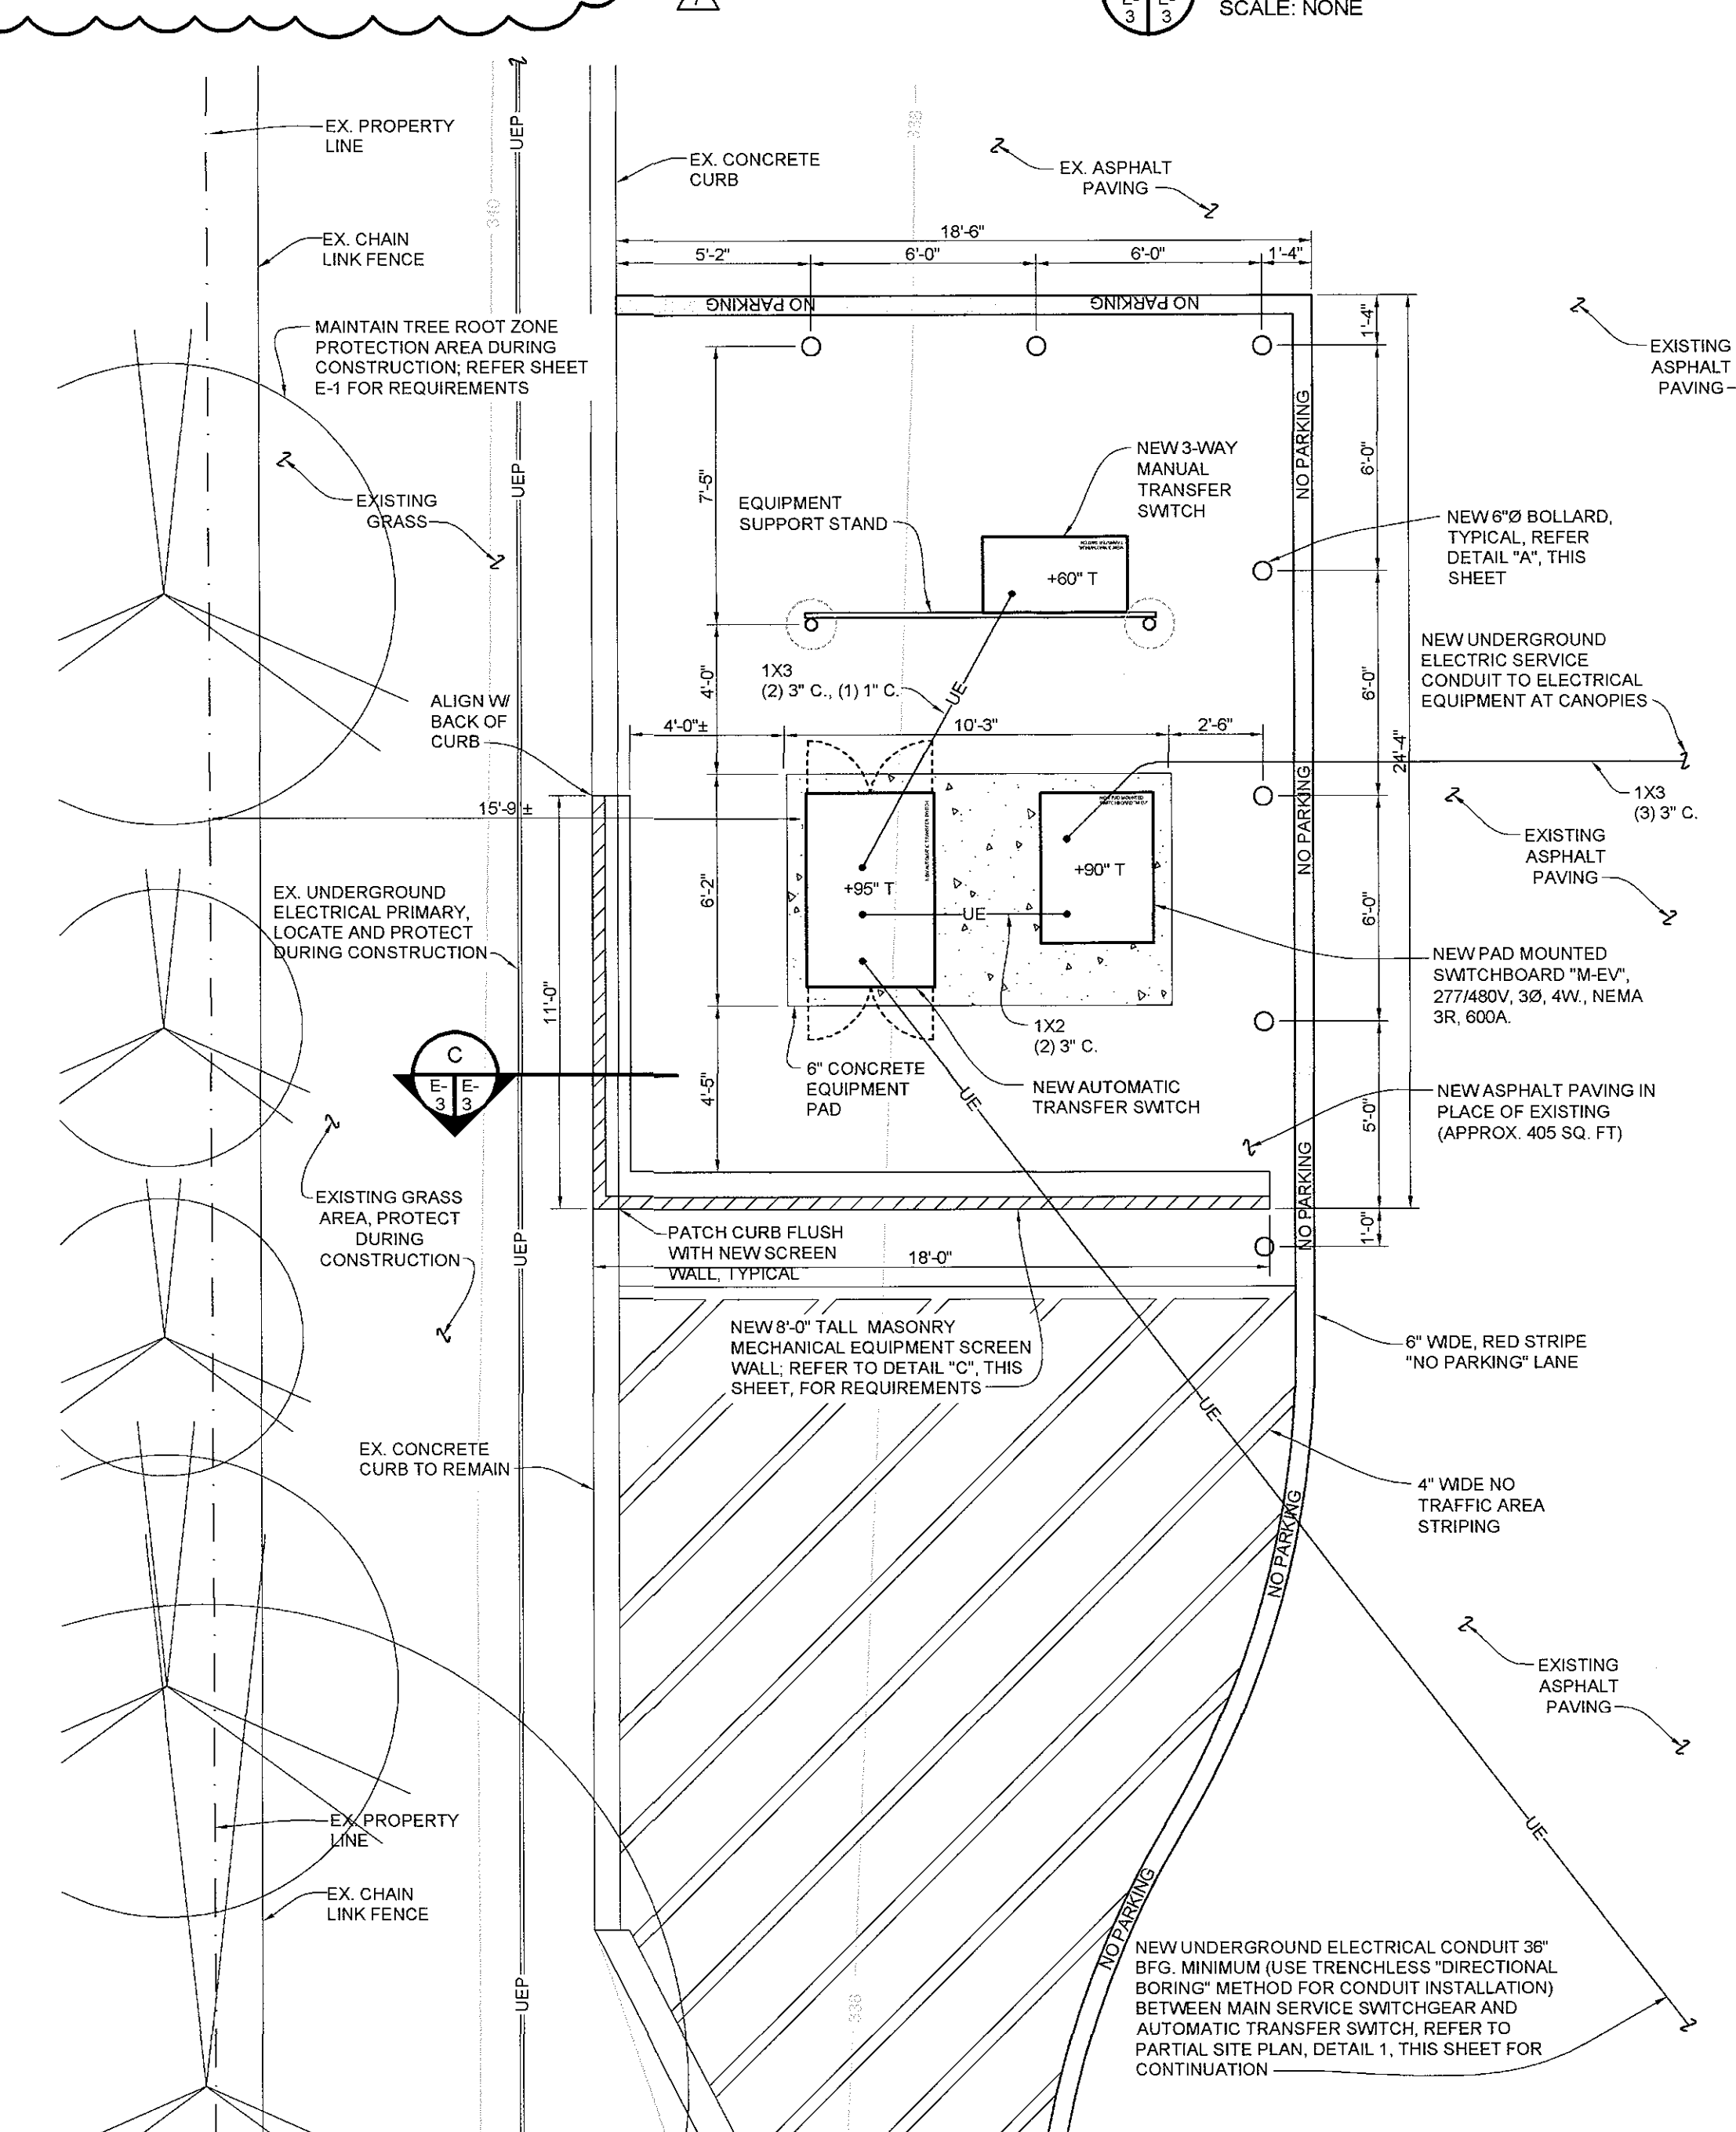 E-
3
E-
3
SCALE: NONE
EX. PROPERTY
LINE
UEP
EX. CONCRETE
CURB
338
EX. ASPHALT
PAVING
340
EX. CHAIN
LINK FENCE
18'-6"
5'-2"
6'-0"
6'-0"
1'-4"
NO PARKING
NO PARKING
1'-4"
MAINTAIN TREE ROOT ZONE
PROTECTION AREA DURING
CONSTRUCTION; REFER SHEET
E-1 FOR REQUIREMENTS
EXISTING
ASPHALT
PAVING
NO PARKING
6'-0"
7'-5"
NEW 3-WAY
MANUAL
TRANSFER
SWITCH
EQUIPMENT
SUPPORT STAND
UEP
EXISTING
GRASS
NEW 6"Ø BOLLARD,
TYPICAL, REFER
DETAIL "A", THIS
SHEET
+60" T
NEW UNDERGROUND
ELECTRIC SERVICE
CONDUIT TO ELECTRICAL
EQUIPMENT AT CANOPIES
1X3
(2) 3" C., (1) 1" C.
UE
4'-0"
6'-0"
ALIGN W/
BACK OF
CURB
4'-0"±
10'-3"
2'-6"
24'-4"
1X3
(3) 3" C.
15'-9"±
NO PARKING
EXISTING
ASPHALT
PAVING
+95" T
+90" T
6'-2"
6'-0"
UE
EX. UNDERGROUND
ELECTRICAL PRIMARY,
LOCATE AND PROTECT
DURING CONSTRUCTION
NEW PAD MOUNTED
SWITCHBOARD "M-EV",
277/480V, 3Ø, 4W., NEMA
3R, 600A.
11'-0"
1X2
(2) 3" C.
C
E-
3
E-
3
4'-5"
6" CONCRETE
EQUIPMENT
PAD
NEW AUTOMATIC
TRANSFER SWITCH
UE
5'-0"
NEW ASPHALT PAVING IN
PLACE OF EXISTING
(APPROX. 405 SQ. FT)
EXISTING GRASS
AREA, PROTECT
DURING
CONSTRUCTION
UEP
PATCH CURB FLUSH
WITH NEW SCREEN
WALL, TYPICAL
18'-0"
NO PARKING
1'-0"
NEW 8'-0" TALL MASONRY
MECHANICAL EQUIPMENT SCREEN
WALL; REFER TO DETAIL "C", THIS
SHEET, FOR REQUIREMENTS
6" WIDE, RED STRIPE
"NO PARKING" LANE
UE
EX. CONCRETE
CURB TO REMAIN
4" WIDE NO
TRAFFIC AREA
STRIPING
NO PARKING
EXISTING
ASPHALT
PAVING
EX. PROPERTY
LINE
UE
EX. CHAIN
LINK FENCE
NO PARKING
UEP
336
NEW UNDERGROUND ELECTRICAL CONDUIT 36"
BFG. MINIMUM (USE TRENCHLESS "DIRECTIONAL
BORING" METHOD FOR CONDUIT INSTALLATION)
BETWEEN MAIN SERVICE SWITCHGEAR AND
AUTOMATIC TRANSFER SWITCH, REFER TO
PARTIAL SITE PLAN, DETAIL 1, THIS SHEET FOR
CONTINUATION